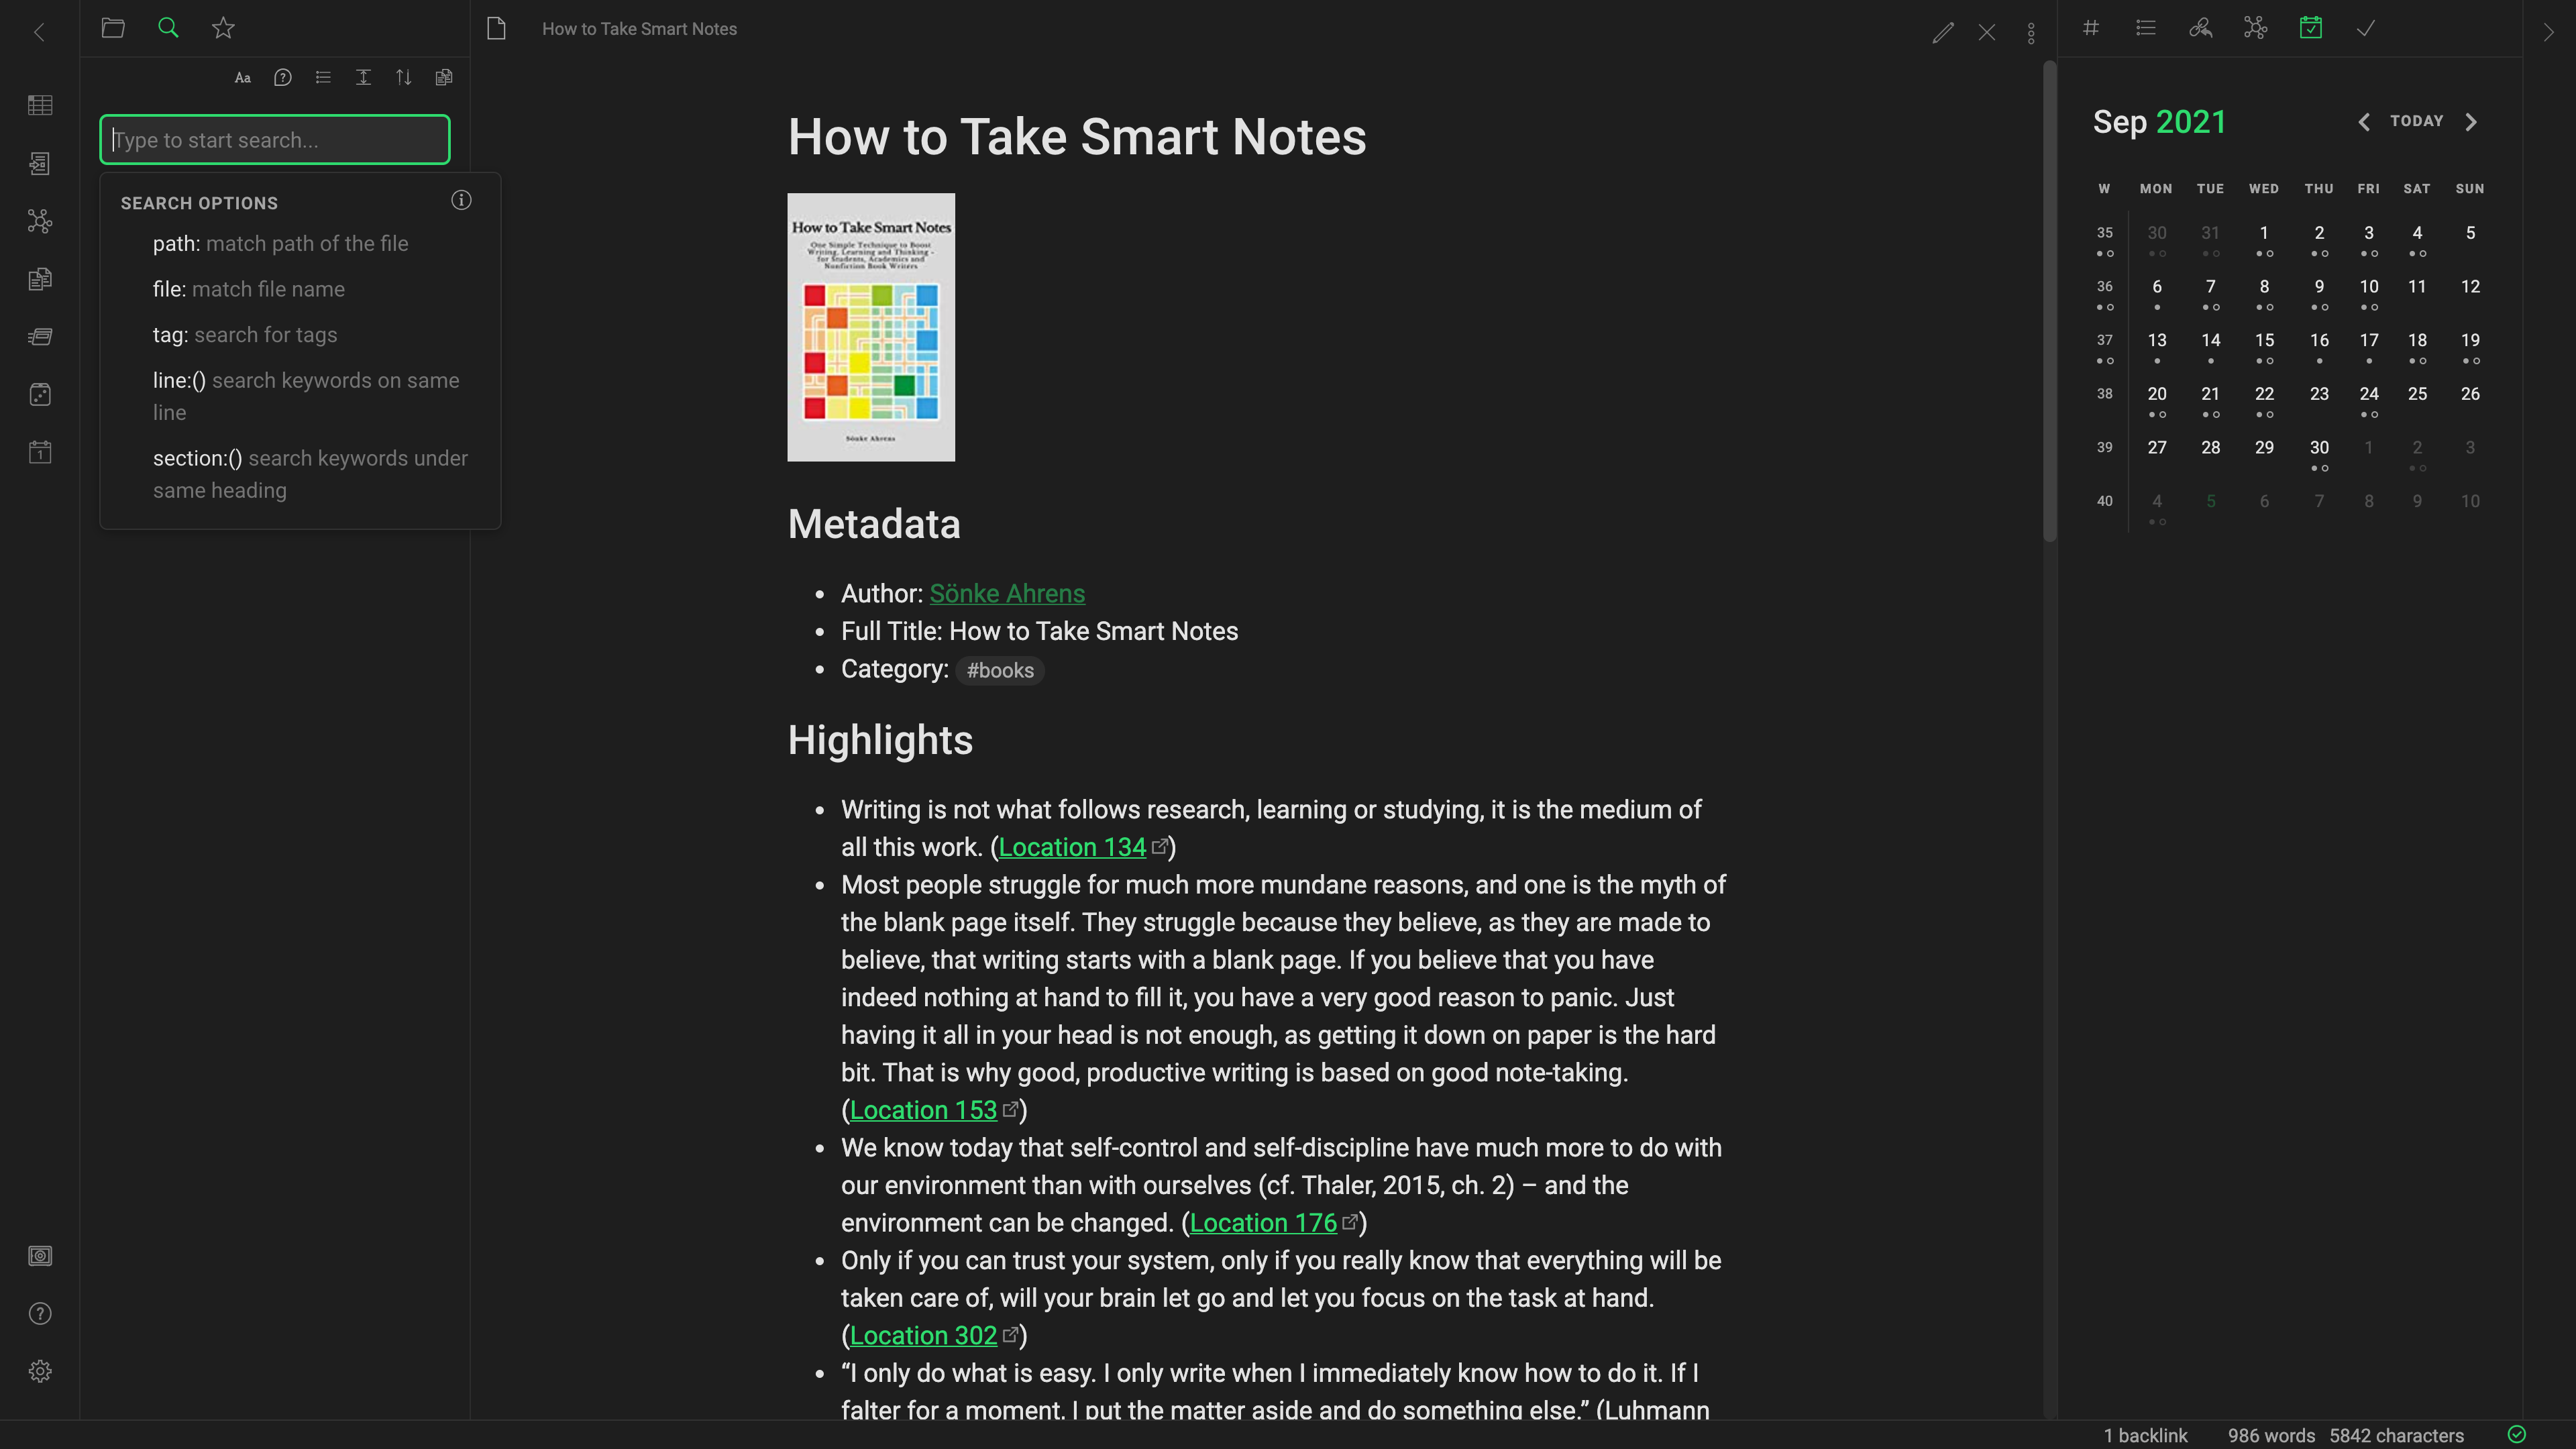 How to Take Smart Notes
Aa
Type to start search...
SEARCH OPTIONS
path: match path of the file
file: match file name
tag: search for tags
line:() search keywords on same
line
section:() search keywords under
same heading
1
How to Take Smart Notes
How to Take Smart Notes
One Simple Technique to Boost
Writing, Learning and Thinking -
for Students, Academics and
Nonfiction Book Writers
Sönke Ahrens
Metadata
Author: Sönke Ahrens
Full Title: How to Take Smart Notes
Category: #books
Highlights
Writing is not what follows research, learning or studying, it is the medium of
all this work. (Location 134)
Most people struggle for much more mundane reasons, and one is the myth of
the blank page itself. They struggle because they believe, as they are made to
believe, that writing starts with a blank page. If you believe that you have
indeed nothing at hand to fill it, you have a very good reason to panic. Just
having it all in your head is not enough, as getting it down on paper is the hard
bit. That is why good, productive writing is based on good note-taking.
(Location 153)
We know today that self-control and self-discipline have much more to do with
our environment than with ourselves (cf. Thaler, 2015, ch. 2) – and the
environment can be changed. (Location 176)
Only if you can trust your system, only if you really know that everything will be
taken care of, will your brain let go and let you focus on the task at hand.
(Location 302)
“I only do what is easy. I only write when I immediately know how to do it. If I
falter for a moment, I put the matter aside and do something else.” (Luhmann
Sep 2021
TODAY
W MON TUE WED THU FRI SAT SUN
35 30 31 1 2 3 4 5
36 6 7 8 9 10 11 12
37 13 14 15 16 17 18 19
38 20 21 22 23 24 25 26
39 27 28 29 30 1 2 3
40 4 5 6 7 8 9 10
1 backlink 986 words 5842 characters